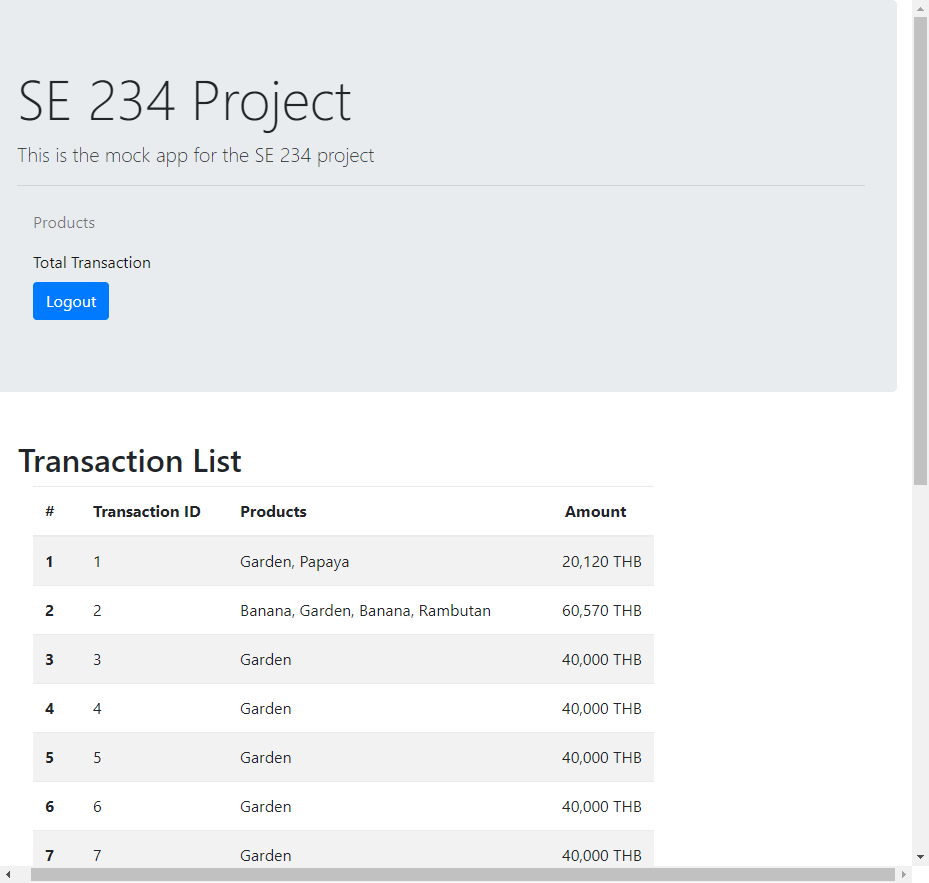 SE 234 Project
This is the mock app for the SE 234 project
Products
Total Transaction
Logout
Transaction List
# Transaction ID Products Amount
1 1 Garden, Papaya 20,120 THB
2 2 Banana, Garden, Banana, Rambutan 60,570 THB
3 3 Garden 40,000 THB
4 4 Garden 40,000 THB
5 5 Garden 40,000 THB
6 6 Garden 40,000 THB
7 7 Garden 40,000 THB